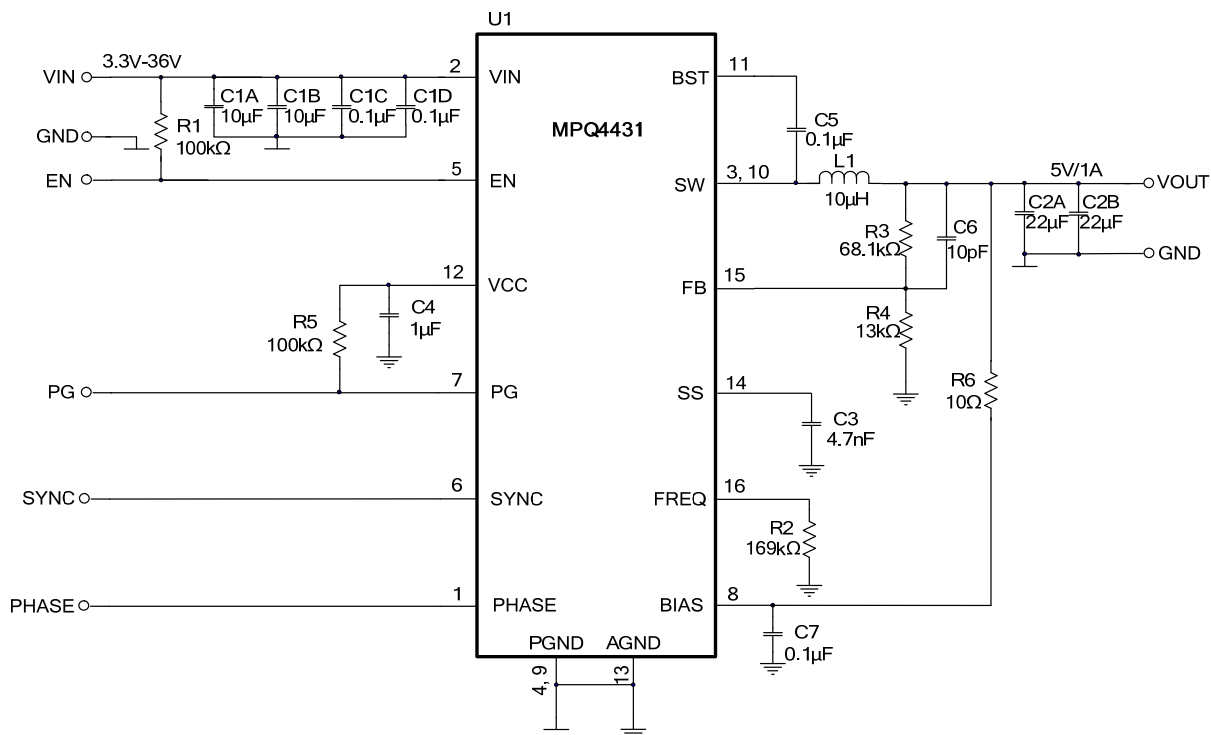 U1
MPQ4431
VIN
3.3V-36V
2
VIN
C1A
10µF
C1B
10µF
C1C
0.1µF
C1D
0.1µF
GND
R1
100kΩ
EN
5
EN
12
VCC
C4
1µF
R5
100kΩ
PG
7
PG
SYNC
6
SYNC
PHASE
1
PHASE
BST
11
C5
0.1µF
SW
3, 10
L1
10µH
5V/1A
VOUT
C2A
22µF
C2B
22µF
GND
R3
68.1kΩ
C6
10pF
FB
15
R4
13kΩ
R6
10Ω
SS
14
C3
4.7nF
FREQ
16
R2
169kΩ
BIAS
8
C7
0.1µF
PGND
AGND
4, 9
13